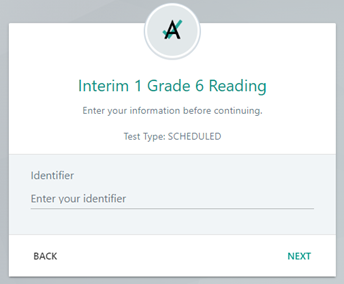 Interim 1 Grade 6 Reading
Enter your information before continuing.
Test Type: SCHEDULED
Identifier
Enter your identifier
BACK NEXT